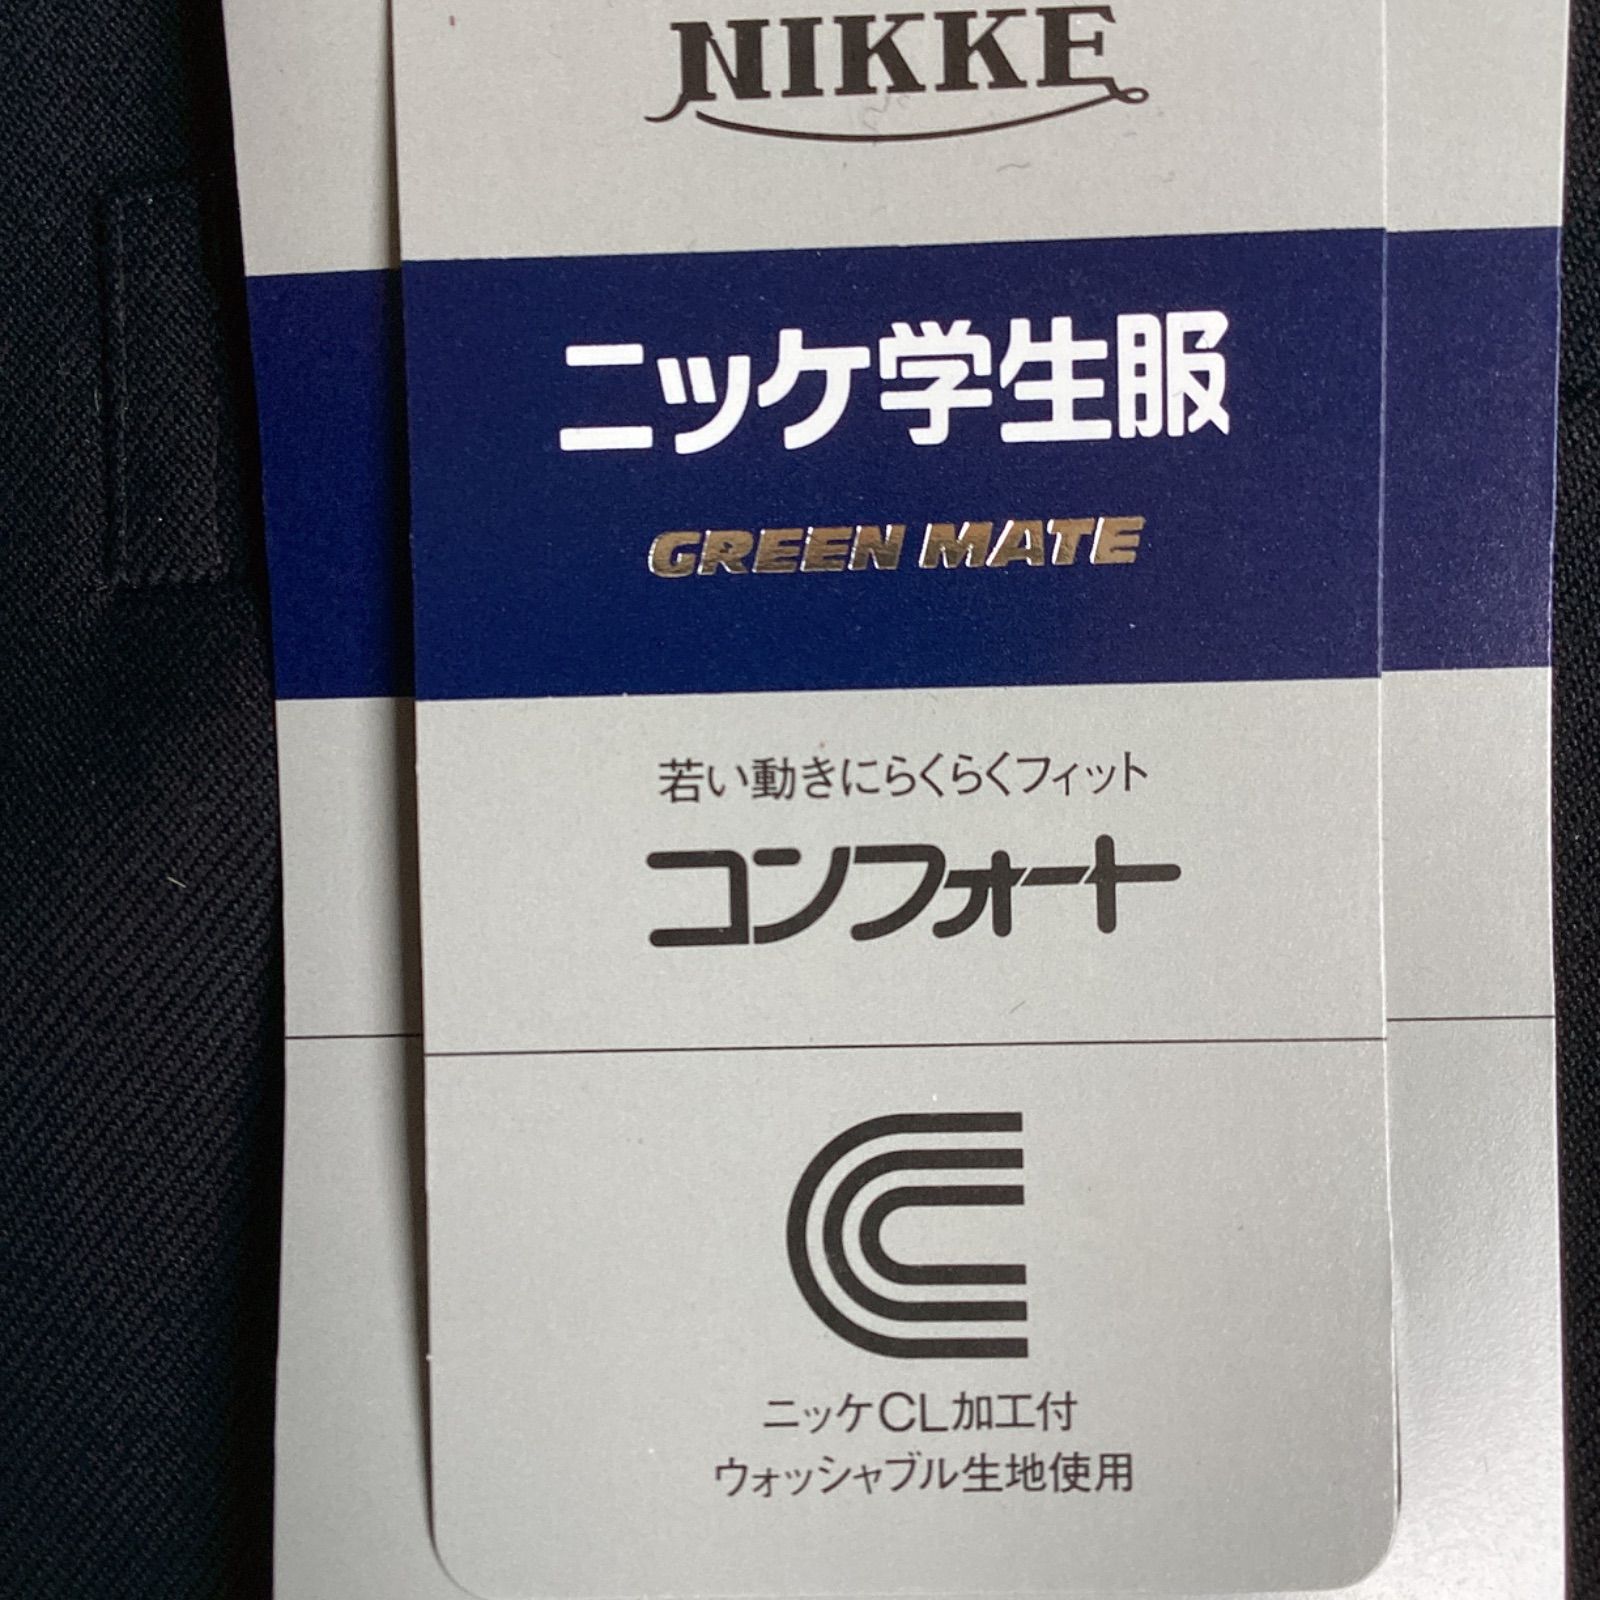 NIKKE
ニッケ学生服
GREEN MATE
若い動きにらくらくフィット
コンフォート
ニッケCL加工付
ウォッシャブル生地使用